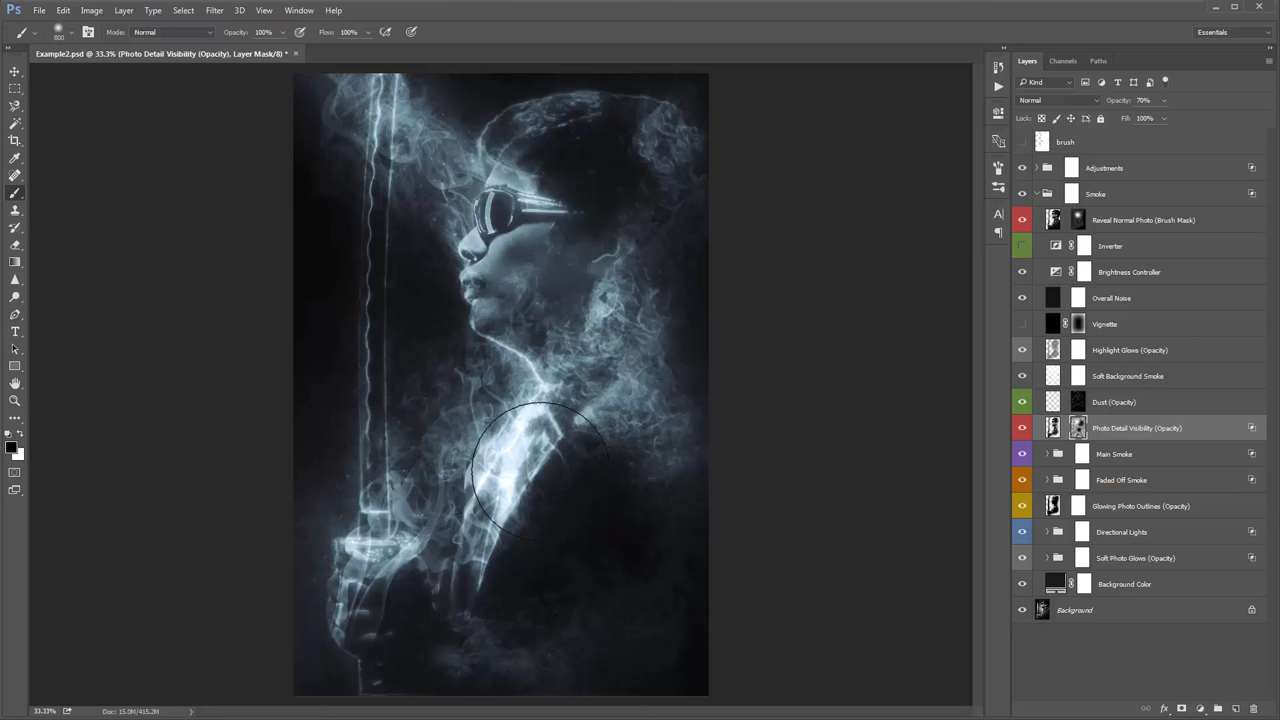 Ps File Edit Image Layer Type Select Filter 3D View Window Help
800 Mode: Normal Opacity: 100% Flow: 100% Essentials
Example2.psd @ 33.3% (Photo Detail Visibility (Opacity), Layer Mask/8) *
Layers Channels Paths
Kind
Normal Opacity: 70%
Lock: Fill: 100%
brush
Adjustments
Smoke
Reveal Normal Photo (Brush Mask)
Inverter
Brightness Controller
Overall Noise
Vignette
Highlight Glows (Opacity)
Soft Background Smoke
Dust (Opacity)
Photo Detail Visibility (Opacity)
Main Smoke
Faded Off Smoke
Glowing Photo Outlines (Opacity)
Directional Lights
Soft Photo Glows (Opacity)
Background Color
Background
33.33% Doc: 15.0M/415.2M